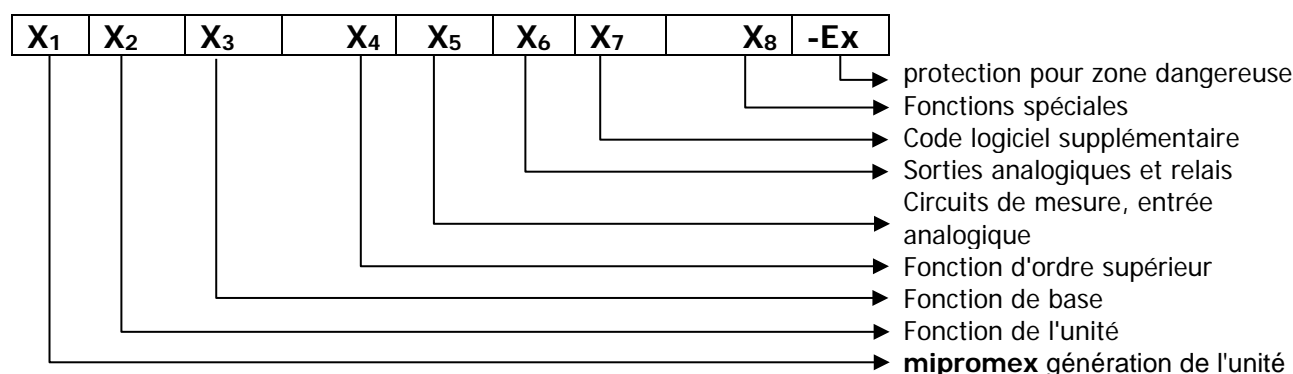 X₁ X₂ X₃ X₄ X₅ X₆ X₇ X₈ -Ex
protection pour zone dangereuse
Fonctions spéciales
Code logiciel supplémentaire
Sorties analogiques et relais
Circuits de mesure, entrée
analogique
Fonction d'ordre supérieur
Fonction de base
Fonction de l'unité
mipromex génération de l'unité